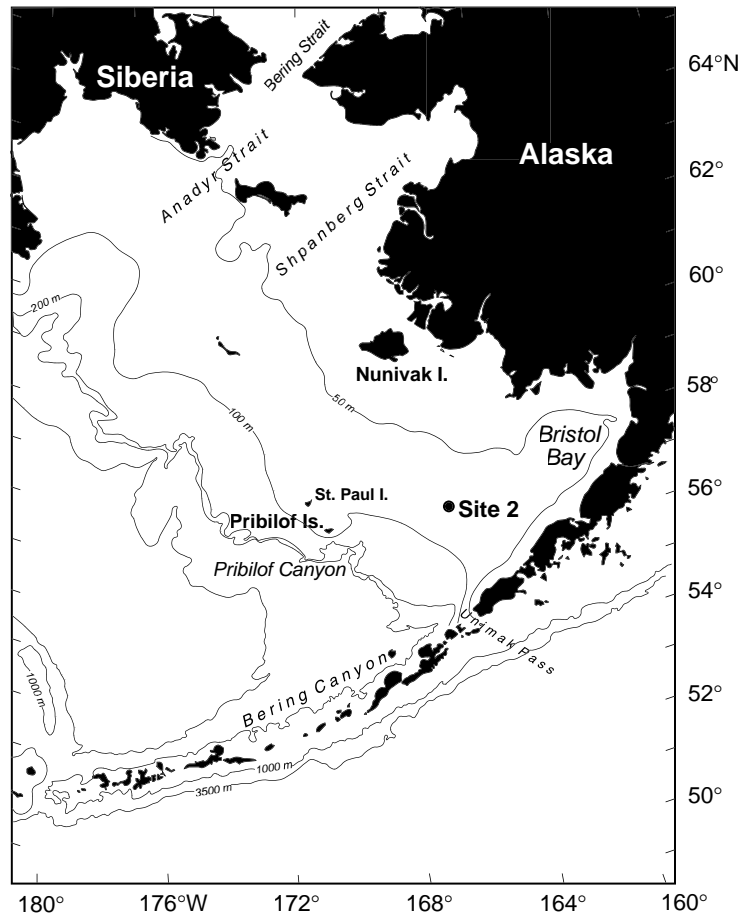 Bering Strait
Siberia
64°N
Alaska
Anadyr Strait
62°
Shpanberg Strait
60°
200 m
Nunivak I.
58°
50 m
100 m
Bristol
Bay
St. Paul I.
56°
Site 2
Pribilof Is.
Pribilof Canyon
54°
Unimak Pass
Bering Canyon
1000 m
52°
1000 m
3500 m
50°
180°
176°W
172°
168°
164°
160°